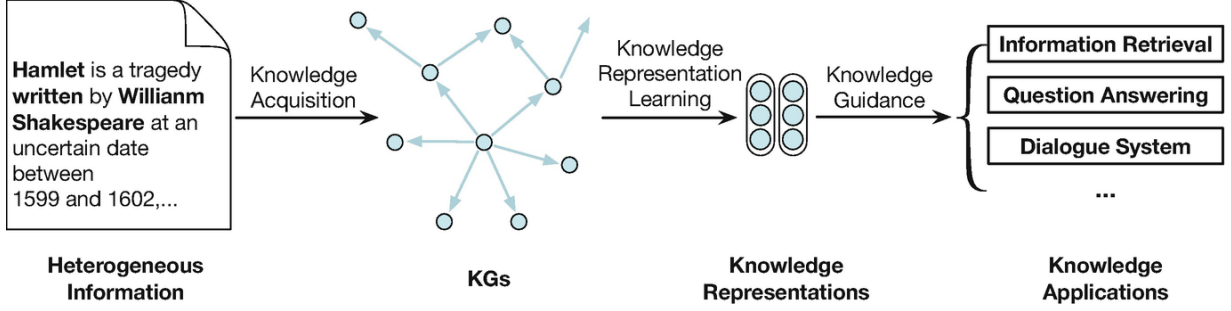 Hamlet is a tragedy
written by Willianm
Shakespeare at an
uncertain date
between
1599 and 1602,...
Knowledge
Acquisition
Knowledge
Representation
Learning
Knowledge
Guidance
Information Retrieval
Question Answering
Dialogue System
...
Heterogeneous
Information
KGs
Knowledge
Representations
Knowledge
Applications